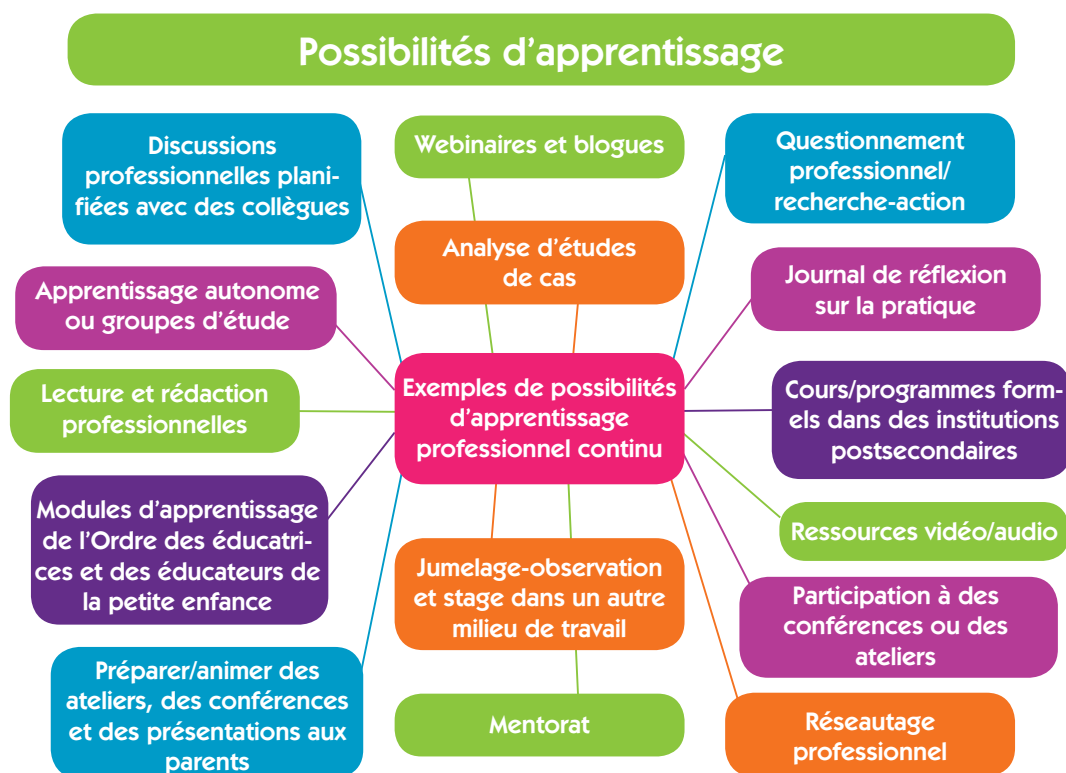 Possibilités d'apprentissage
Discussions
professionnelles plani-
fiées avec des collègues
Webinaires et blogues
Questionnement
professionnel/
recherche-action
Analyse d'études
de cas
Apprentissage autonome
ou groupes d'étude
Journal de réflexion
sur la pratique
Lecture et rédaction
professionnelles
Exemples de possibilités
d'apprentissage
professionnel continu
Cours/programmes form-
els dans des institutions
postsecondaires
Modules d'apprentissage
de l'Ordre des éducatri-
ces et des éducateurs de
la petite enfance
Ressources vidéo/audio
Jumelage-observation
et stage dans un autre
milieu de travail
Participation à des
conférences ou des
ateliers
Préparer/animer des
ateliers, des conférences
et des présentations aux
parents
Mentorat
Réseautage
professionnel